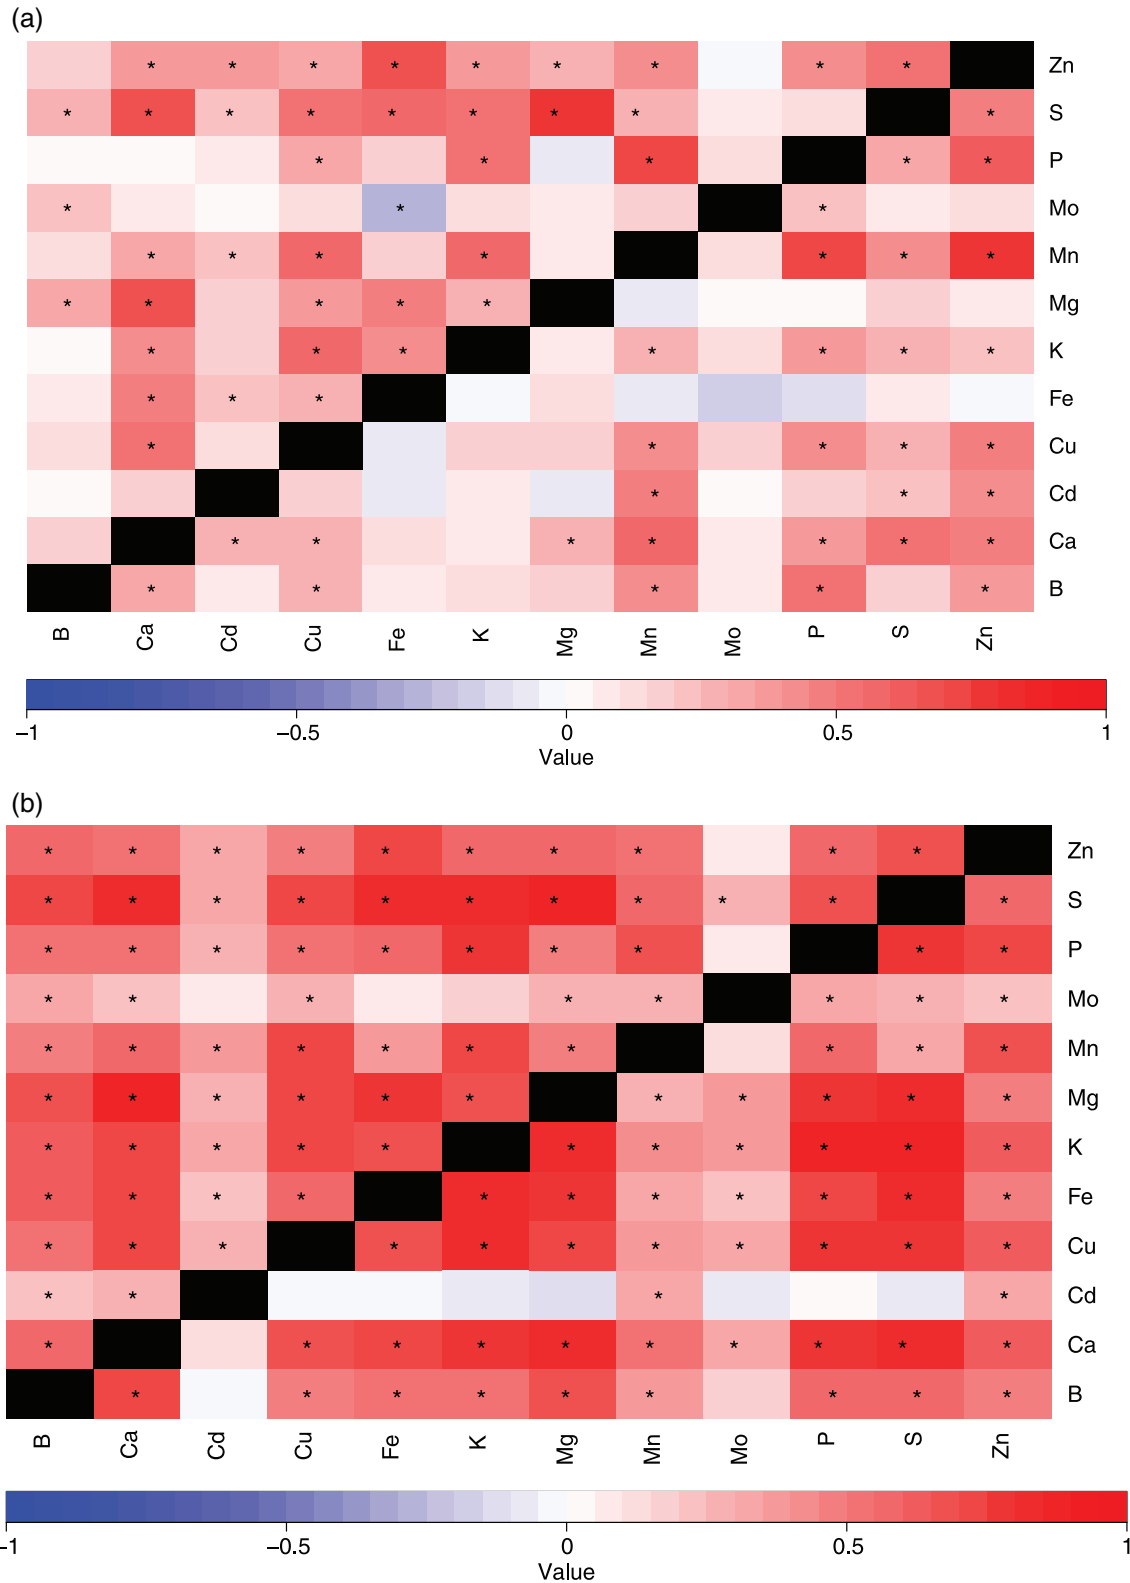 (a)
* * * * * * * * * Zn
* * * * * * * * * S
* * * * * P
* * * Mo
* * * * * * * Mn
* * * * * * Mg
* * * * * * * K
* * * Fe
* * * * * Cu
* * * Cd
* * * * * * * Ca
* * * * * B
B Ca Cd Cu Fe K Mg Mn Mo P S Zn
−1 −0.5 0 0.5 1
Value
(b)
* * * * * * * * * * Zn
* * * * * * * * * * * S
* * * * * * * * * * P
* * * * * * * * Mo
* * * * * * * * * * Mn
* * * * * * * * * * * Mg
* * * * * * * * * * * K
* * * * * * * * * * * Fe
* * * * * * * * * * * Cu
* * * * Cd
* * * * * * * * * * Ca
* * * * * * * * * B
B Ca Cd Cu Fe K Mg Mn Mo P S Zn
−1 −0.5 0 0.5 1
Value